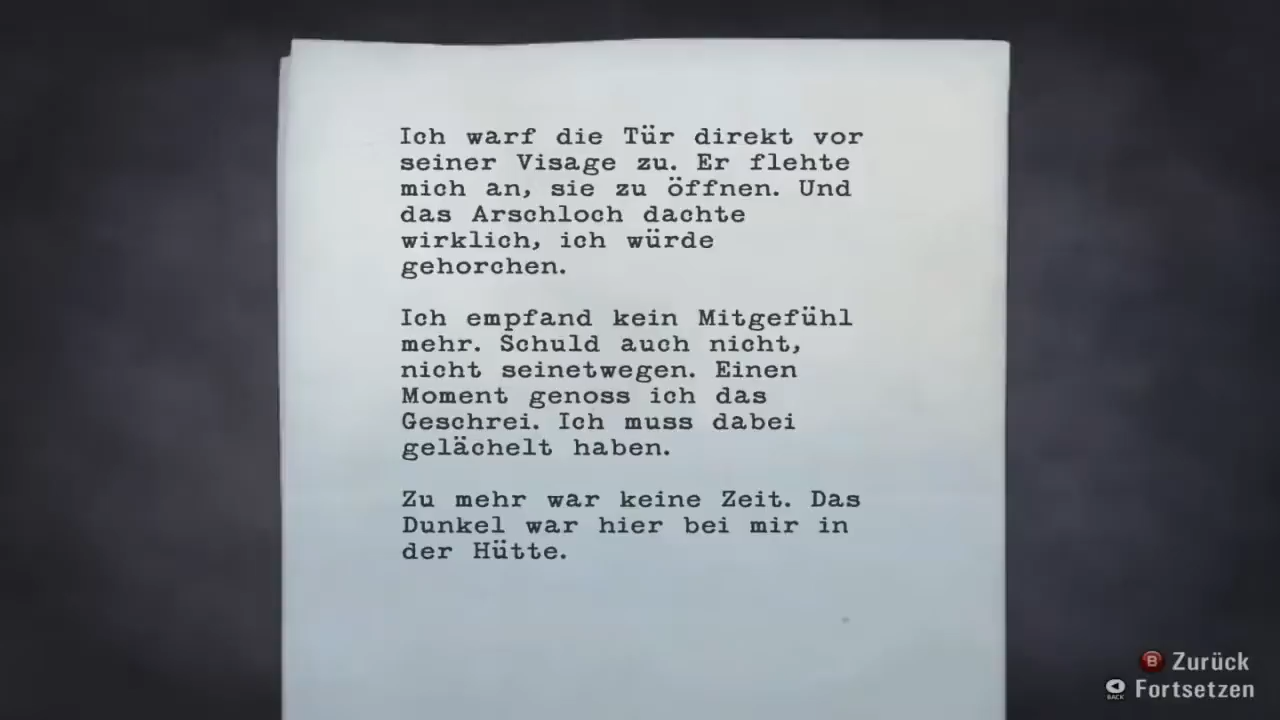 Ich warf die Tür direkt vor
seiner Visage zu. Er flehte
mich an, sie zu öffnen. Und
das Arschloch dachte
wirklich, ich würde
gehorchen.
Ich empfand kein Mitgefühl
mehr. Schuld auch nicht,
nicht seinetwegen. Einen
Moment genoss ich das
Geschrei. Ich muss dabei
gelächelt haben.
Zu mehr war keine Zeit. Das
Dunkel war hier bei mir in
der Hütte.
B Zurück
BACK Fortsetzen